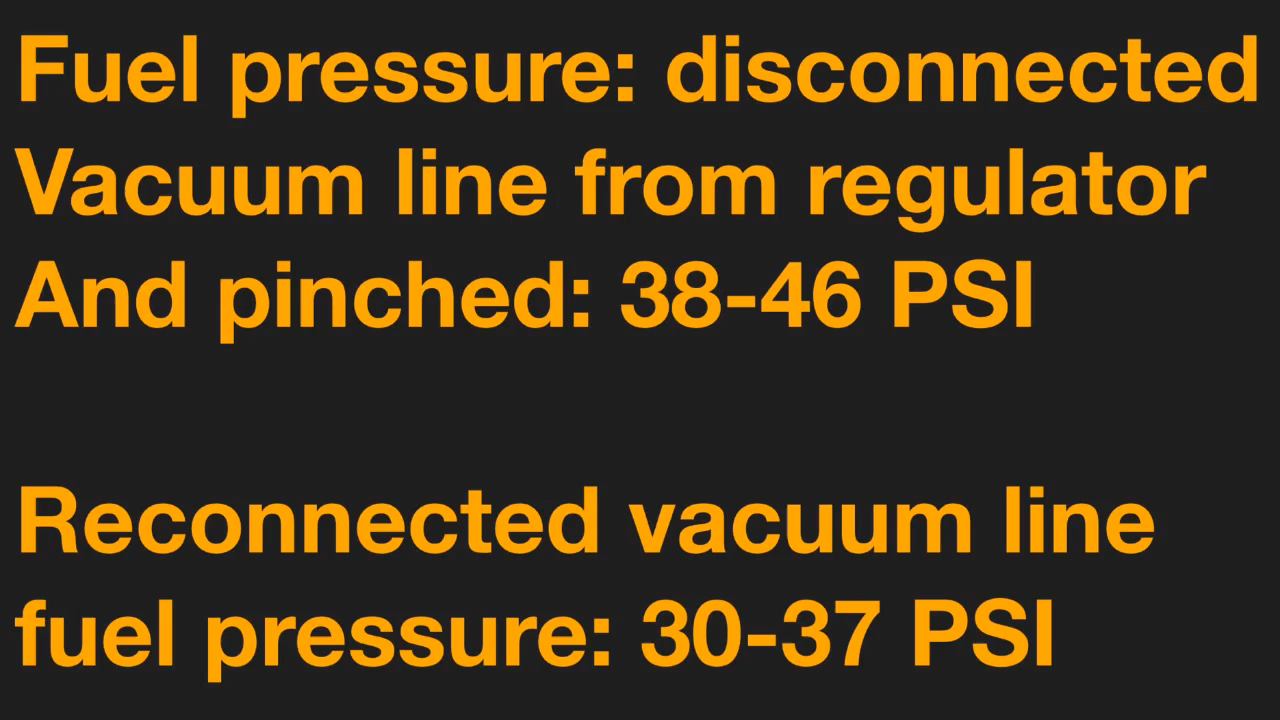 Fuel pressure: disconnected
Vacuum line from regulator
And pinched: 38-46 PSI
Reconnected vacuum line
fuel pressure: 30-37 PSI